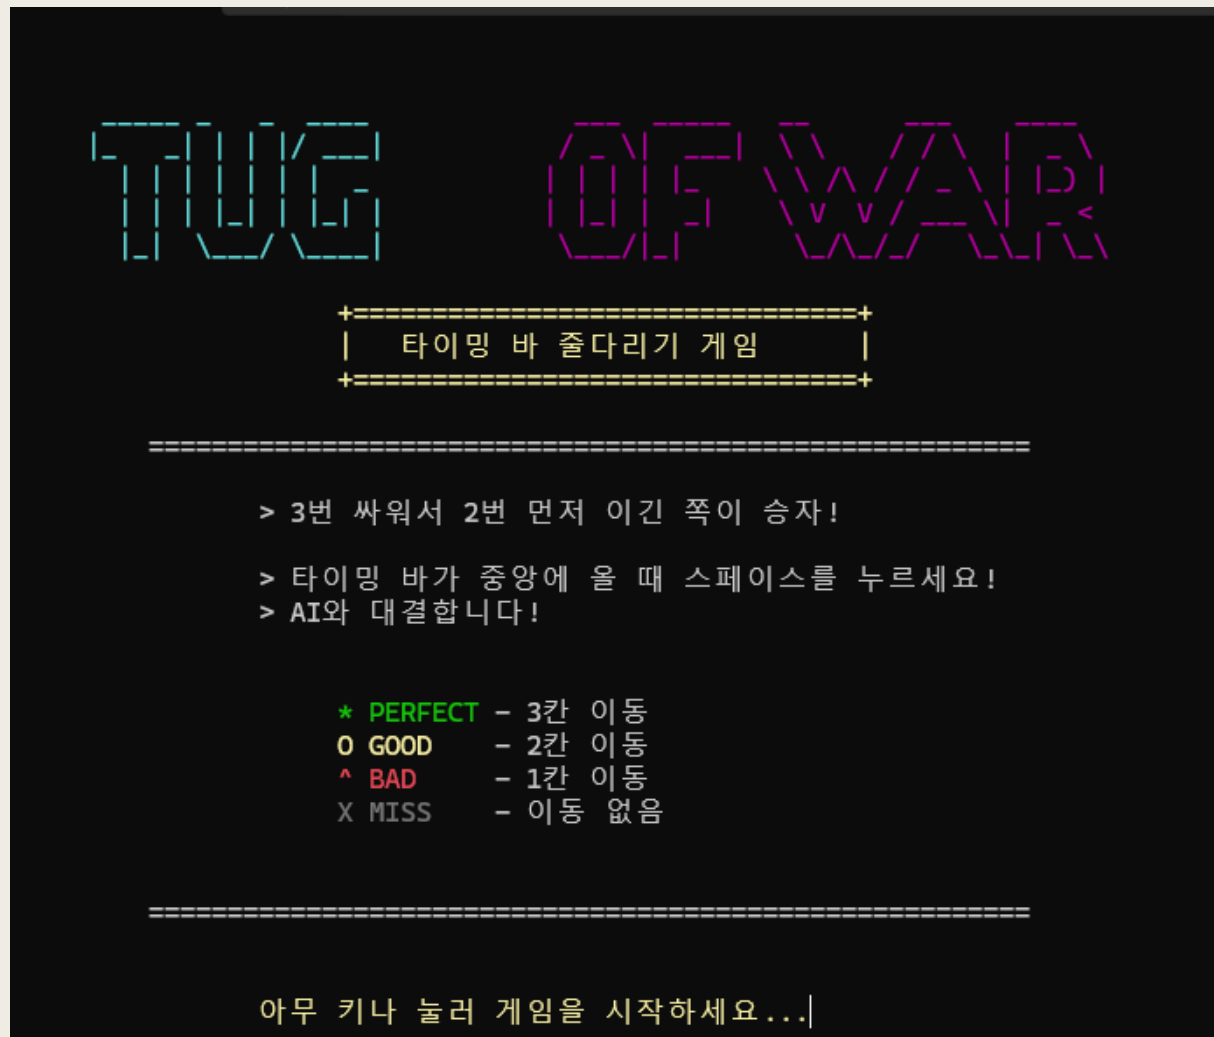 TUG OF WAR
+================================+
| 타이밍 바 줄다리기 게임 |
+================================+
========================================================
> 3번 싸워서 2번 먼저 이긴 쪽이 승자!
> 타이밍 바가 중앙에 올 때 스페이스를 누르세요!
> AI와 대결합니다!
* PERFECT - 3칸 이동
O GOOD - 2칸 이동
^ BAD - 1칸 이동
X MISS - 이동 없음
========================================================
아무 키나 눌러 게임을 시작하세요...